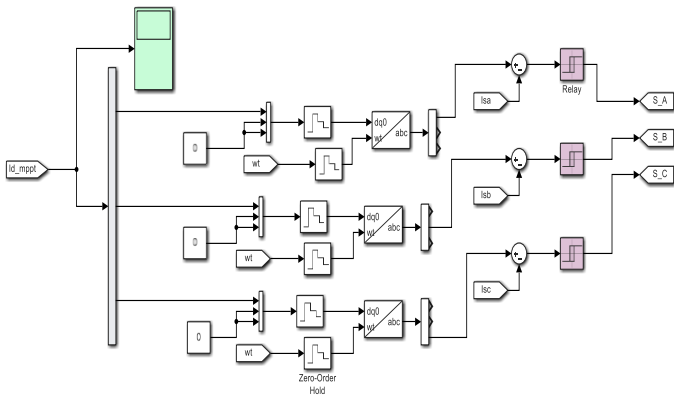 Isa
Relay
S_A
0
dq0
wt
abc
wt
S_B
Id_mppt
Isb
S_C
0
dq0
wt
abc
wt
Isc
0
dq0
wt
abc
wt
Zero-Order
Hold